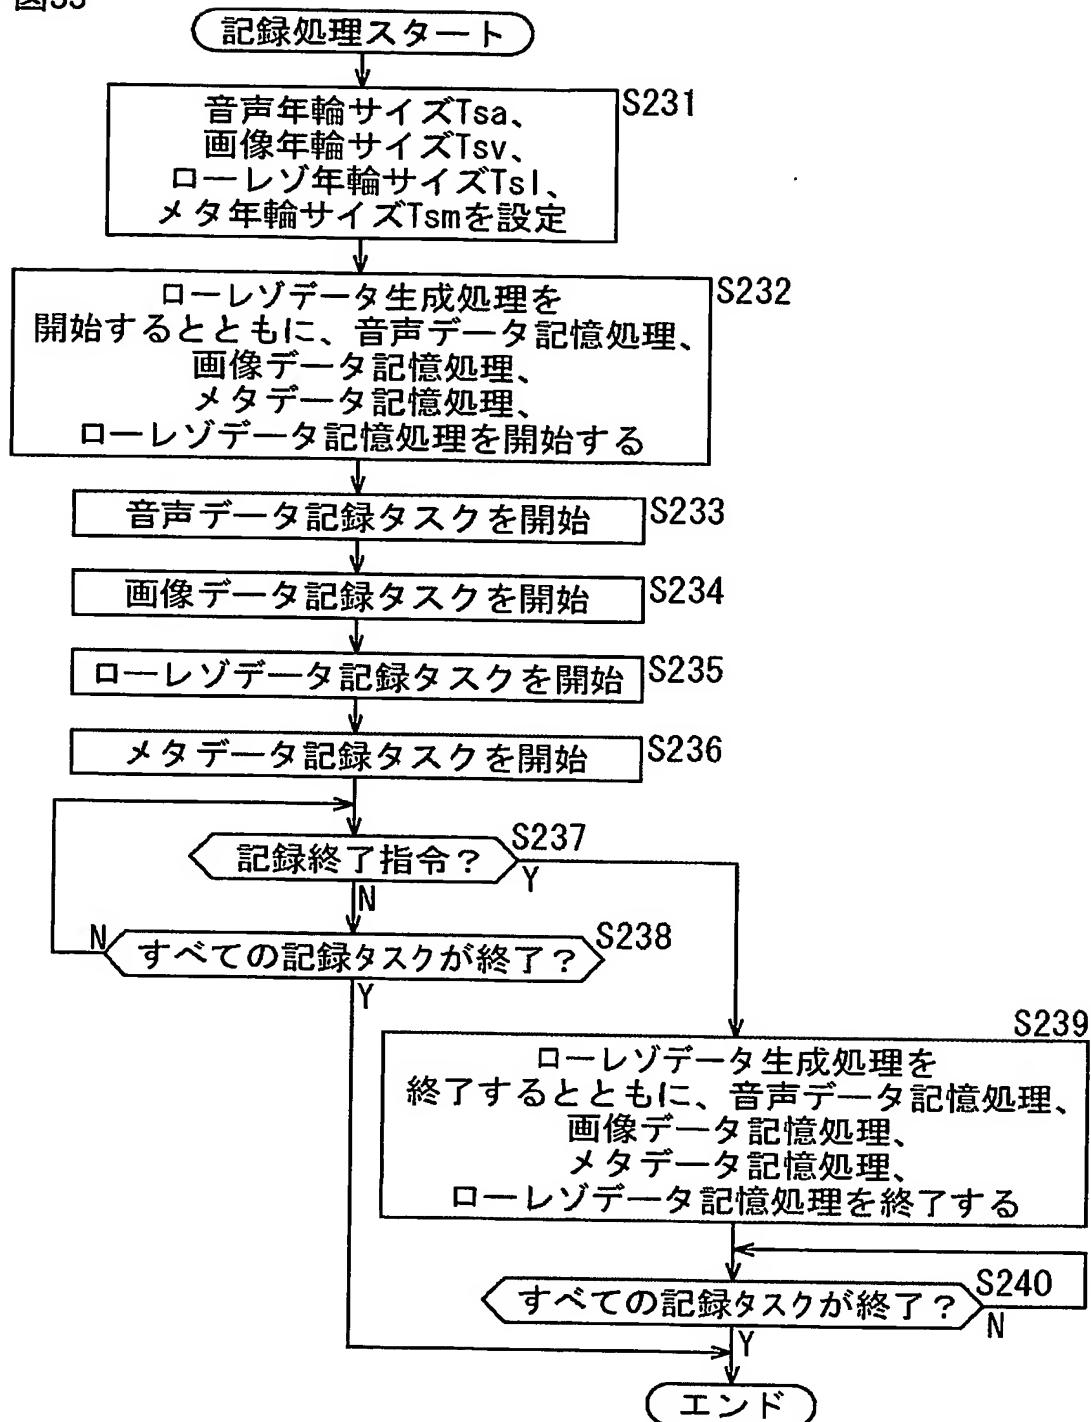 図33
記録処理スタート
S231
音声年輪サイズTsa、
画像年輪サイズTsv、
ローレゾ年輪サイズTsl、
メタ年輪サイズTsmを設定
S232
ローレゾデータ生成処理を
開始するとともに、音声データ記憶処理、
画像データ記憶処理、
メタデータ記憶処理、
ローレゾデータ記憶処理を開始する
音声データ記録タスクを開始
S233
画像データ記録タスクを開始
S234
ローレゾデータ記録タスクを開始
S235
メタデータ記録タスクを開始
S236
記録終了指令?
S237
Y
N
すべての記録タスクが終了?
S238
N
Y
S239
ローレゾデータ生成処理を
終了するとともに、音声データ記憶処理、
画像データ記憶処理、
メタデータ記憶処理、
ローレゾデータ記憶処理を終了する
すべての記録タスクが終了?
S240
N
Y
エンド